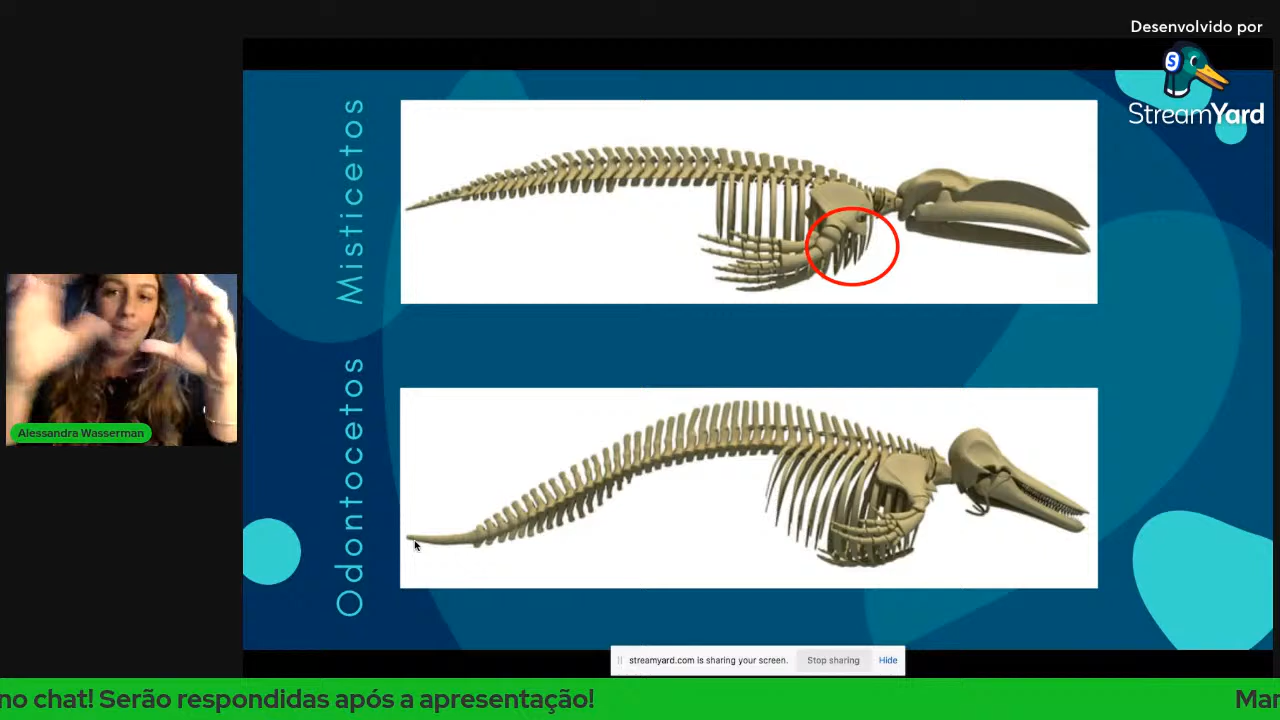 Desenvolvido por
S
StreamYard
Misticetos
Odontocetos
Alessandra Wasserman
streamyard.com is sharing your screen. Stop sharing Hide
no chat! Serão respondidas após a apresentação! Mar